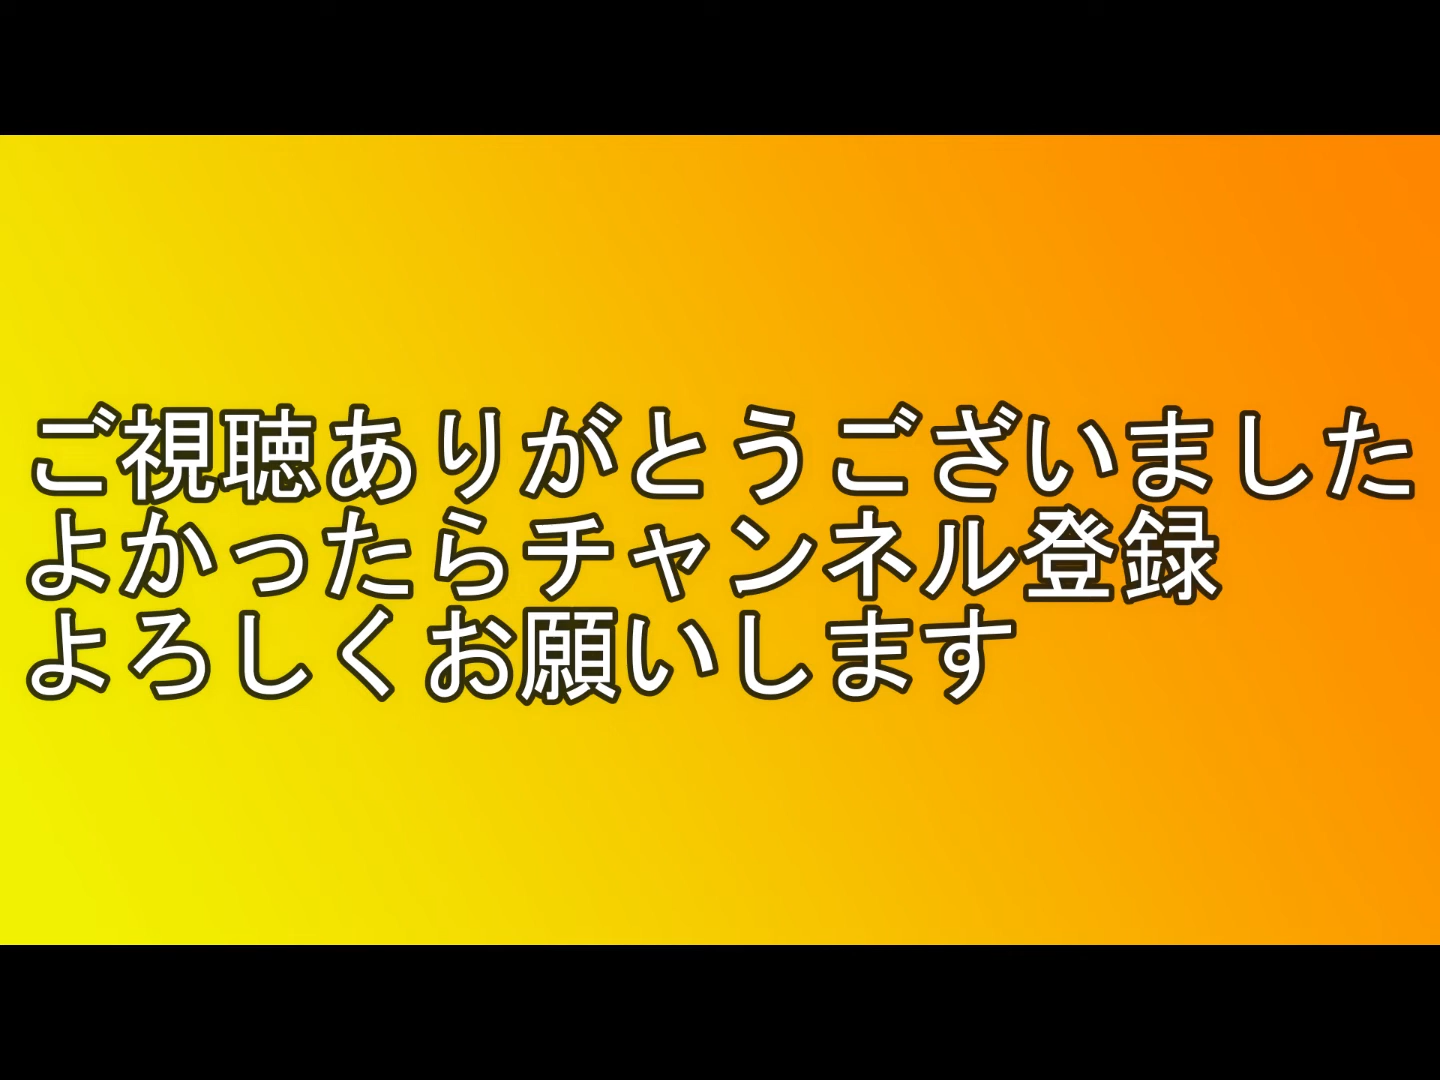 ご視聴ありがとうございました
よかったらチャンネル登録
よろしくお願いします